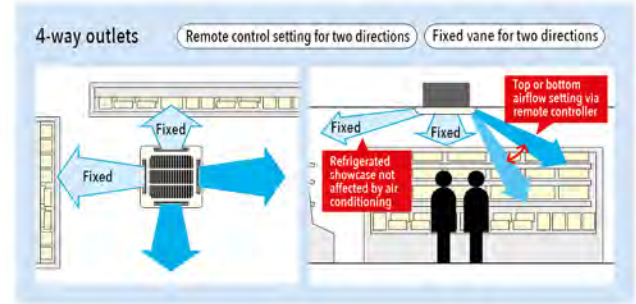 4-way outlets
Remote control setting for two directions
Fixed vane for two directions
Fixed
Fixed
Top or bottom
airflow setting via
remote controller
Fixed
Fixed
Refrigerated
showcase not
affected by air
conditioning